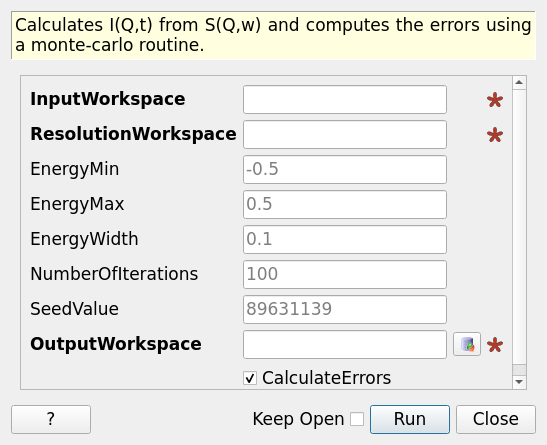 Calculates I(Q,t) from S(Q,w) and computes the errors using
a monte-carlo routine.
InputWorkspace
ResolutionWorkspace
EnergyMin -0.5
EnergyMax 0.5
EnergyWidth 0.1
NumberOfIterations 100
SeedValue 89631139
OutputWorkspace
CalculateErrors
? Keep Open Run Close